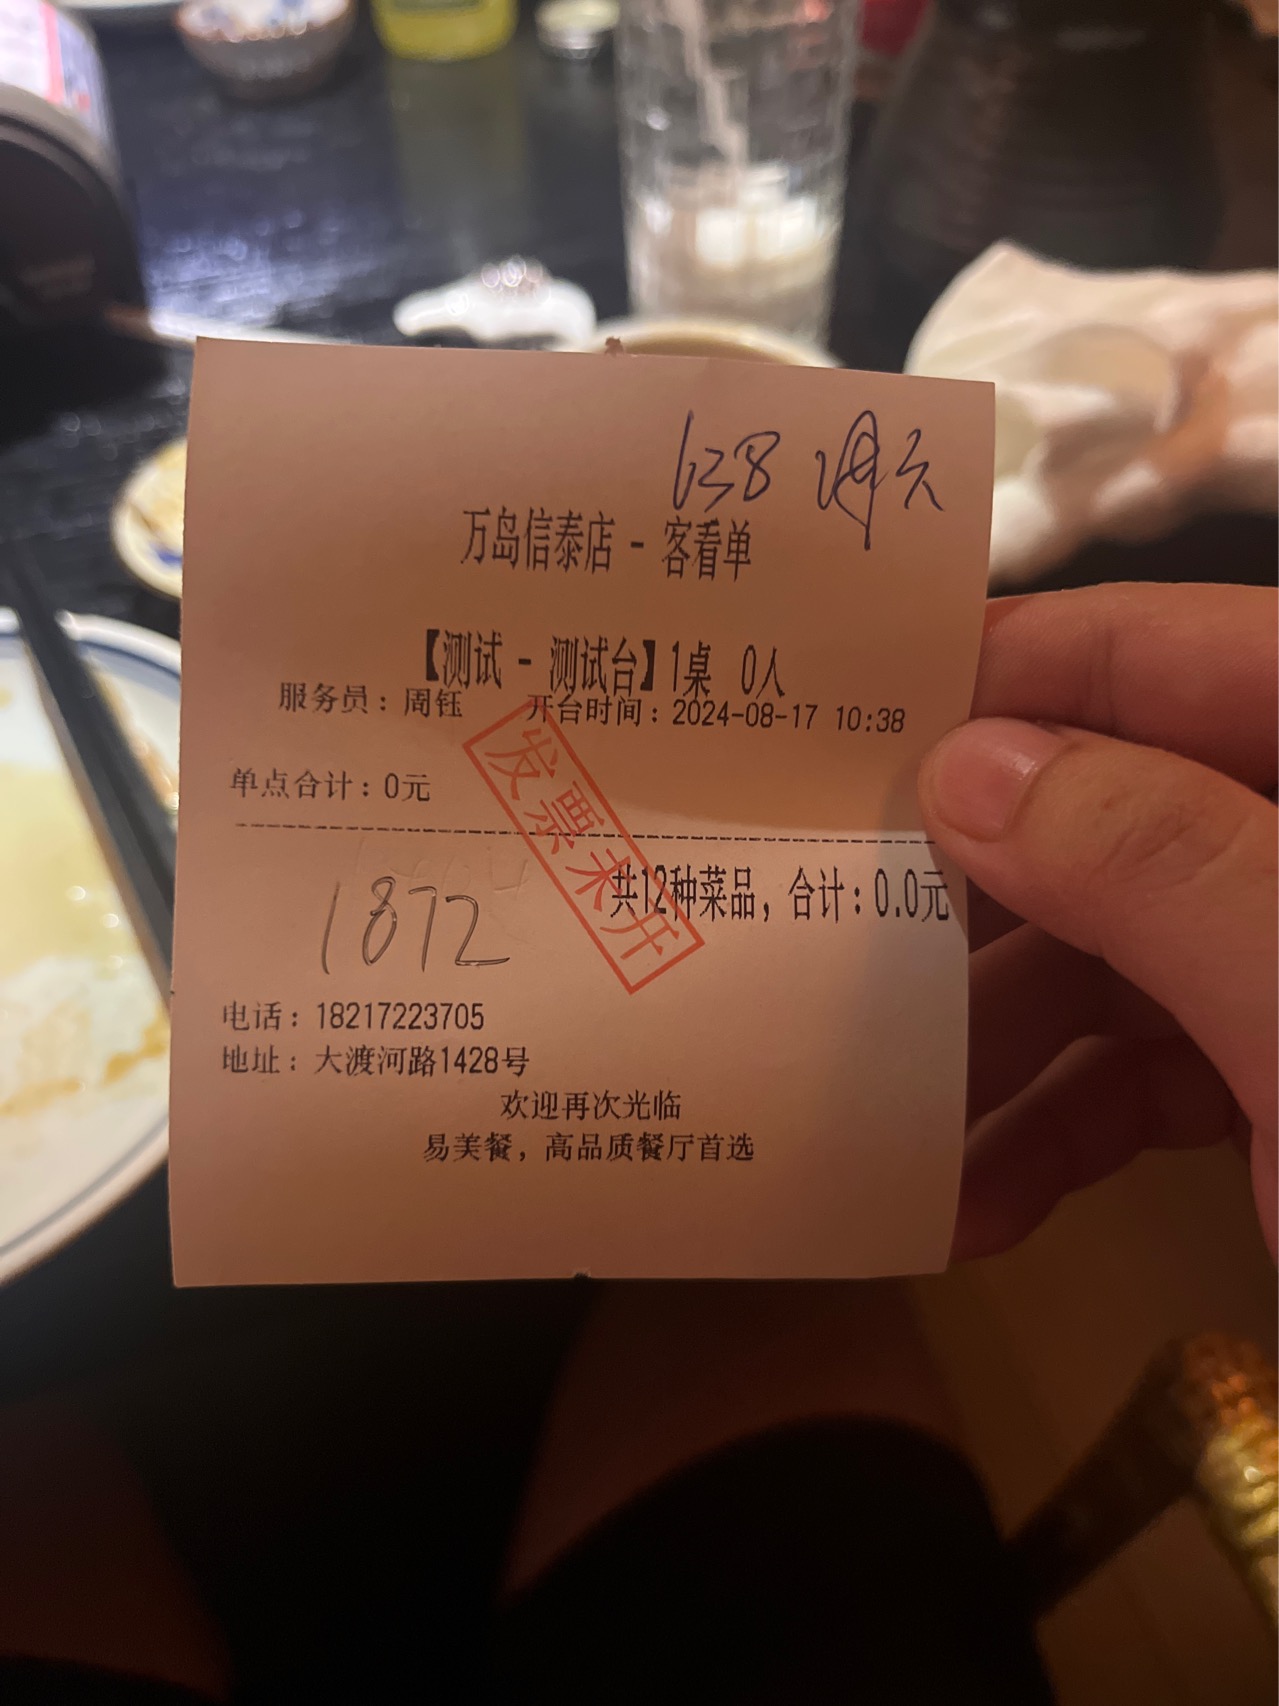 638
万岛信泰店 - 客看单
【测试 - 测试台】1桌 0人
服务员：周钰 开台时间：2024-08-17 10:38
单点合计：0元
发票未开
共12种菜品，合计：0.0元
1872
电话：18217223705
地址：大渡河路1428号
欢迎再次光临
易美餐，高品质餐厅首选